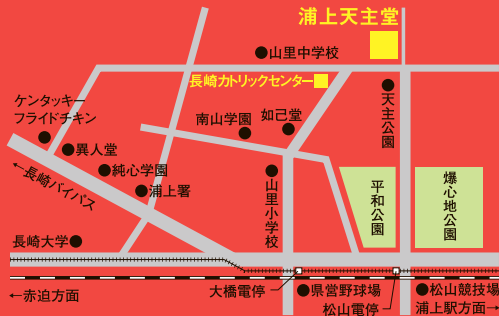 浦上天主堂
山里中学校
長崎カトリックセンター
天主公園
ケンタッキー
フライドチキン
南山学園
如己堂
異人堂
純心学園
浦上署
←長崎バイパス
山里小学校
平和公園
爆心地公園
長崎大学
大橋電停
県営野球場
松山競技場
←赤迫方面
松山電停
浦上駅方面→